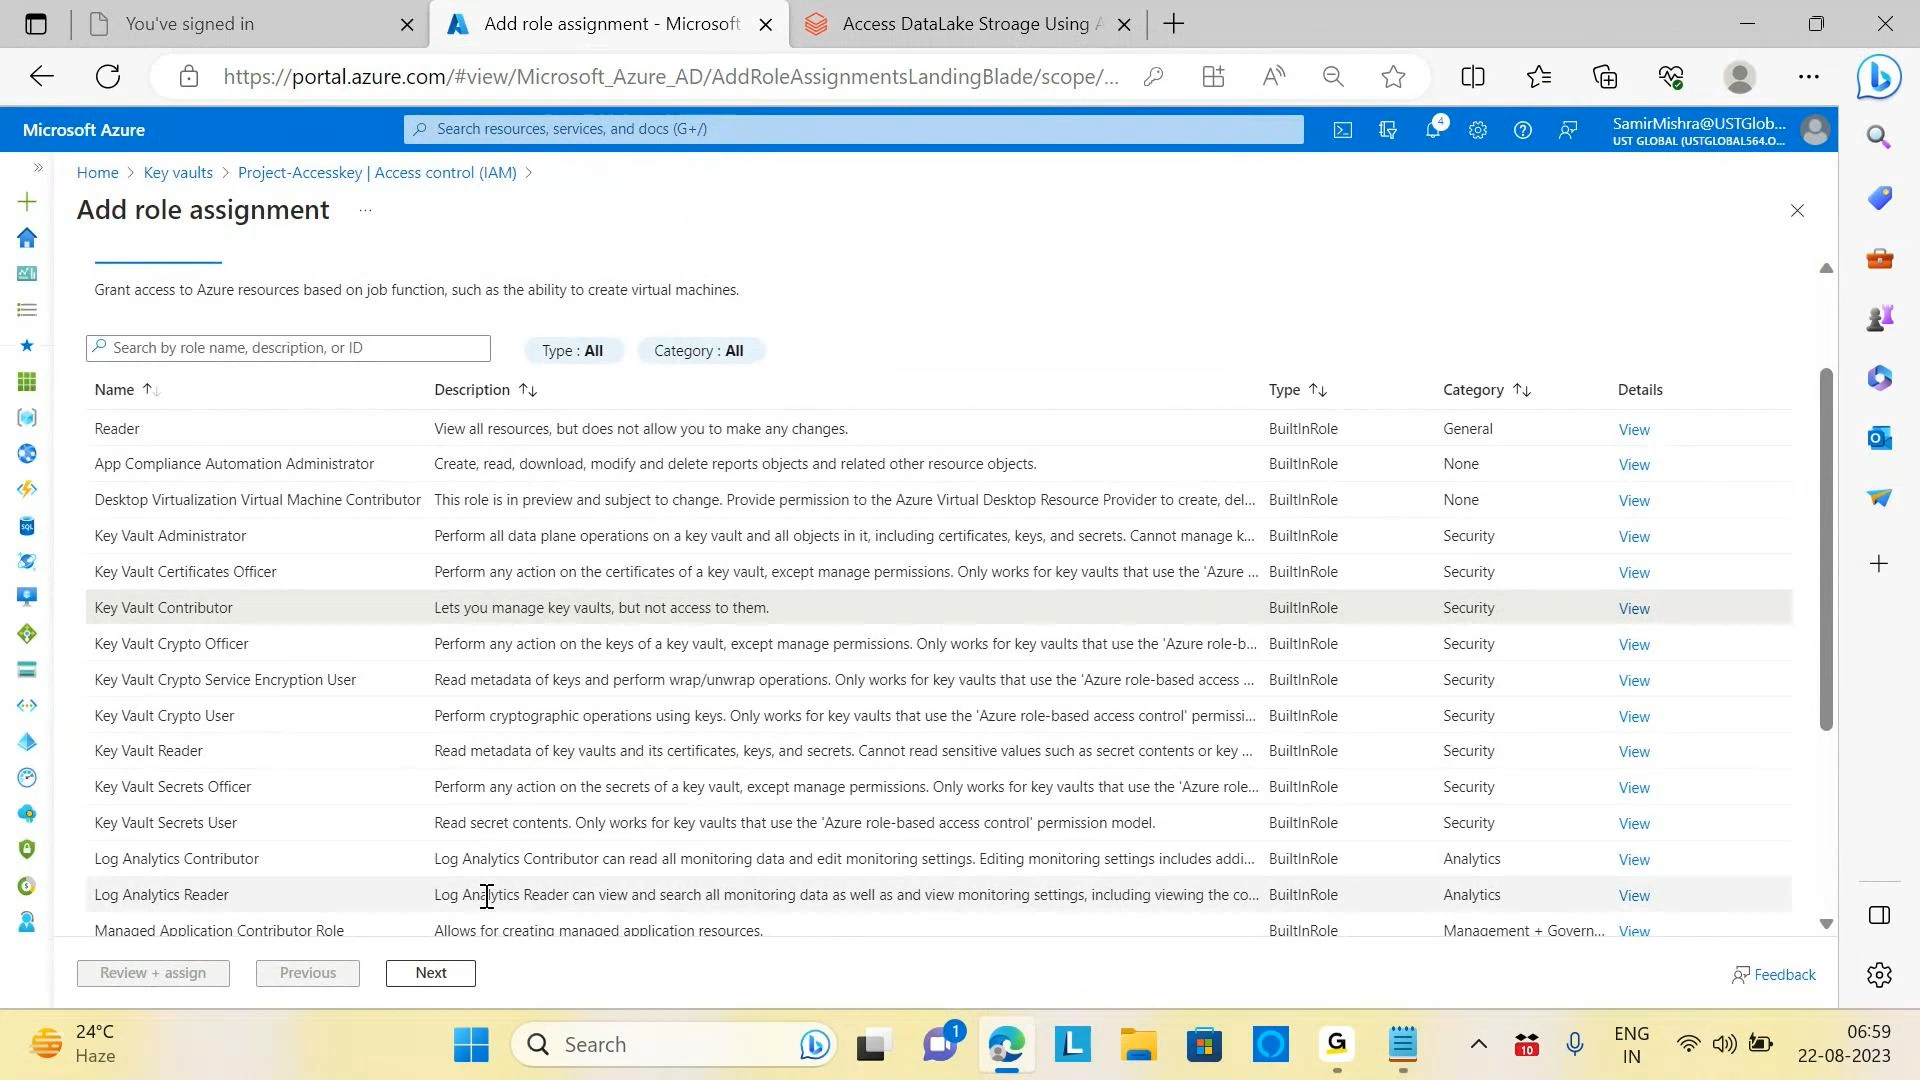 You've signed in
Add role assignment - Microsoft
Access DataLake Stroage Using A
https://portal.azure.com/#view/Microsoft_Azure_AD/AddRoleAssignmentsLandingBlade/scope/...
Microsoft Azure
Search resources, services, and docs (G+/)
4
SamirMishra@USTGlob...
UST GLOBAL (USTGLOBAL564.O...
Home > Key vaults > Project-Accesskey | Access control (IAM) >
Add role assignment ...
Grant access to Azure resources based on job function, such as the ability to create virtual machines.
Search by role name, description, or ID
Type : All
Category : All
Name Description Type Category Details
Reader View all resources, but does not allow you to make any changes. BuiltInRole General View
App Compliance Automation Administrator Create, read, download, modify and delete reports objects and related other resource objects. BuiltInRole None View
Desktop Virtualization Virtual Machine Contributor This role is in preview and subject to change. Provide permission to the Azure Virtual Desktop Resource Provider to create, del... BuiltInRole None View
Key Vault Administrator Perform all data plane operations on a key vault and all objects in it, including certificates, keys, and secrets. Cannot manage k... BuiltInRole Security View
Key Vault Certificates Officer Perform any action on the certificates of a key vault, except manage permissions. Only works for key vaults that use the 'Azure ... BuiltInRole Security View
Key Vault Contributor Lets you manage key vaults, but not access to them. BuiltInRole Security View
Key Vault Crypto Officer Perform any action on the keys of a key vault, except manage permissions. Only works for key vaults that use the 'Azure role-b... BuiltInRole Security View
Key Vault Crypto Service Encryption User Read metadata of keys and perform wrap/unwrap operations. Only works for key vaults that use the 'Azure role-based access ... BuiltInRole Security View
Key Vault Crypto User Perform cryptographic operations using keys. Only works for key vaults that use the 'Azure role-based access control' permissi... BuiltInRole Security View
Key Vault Reader Read metadata of key vaults and its certificates, keys, and secrets. Cannot read sensitive values such as secret contents or key ... BuiltInRole Security View
Key Vault Secrets Officer Perform any action on the secrets of a key vault, except manage permissions. Only works for key vaults that use the 'Azure role... BuiltInRole Security View
Key Vault Secrets User Read secret contents. Only works for key vaults that use the 'Azure role-based access control' permission model. BuiltInRole Security View
Log Analytics Contributor Log Analytics Contributor can read all monitoring data and edit monitoring settings. Editing monitoring settings includes addi... BuiltInRole Analytics View
Log Analytics Reader Log Analytics Reader can view and search all monitoring data as well as and view monitoring settings, including viewing the co... BuiltInRole Analytics View
Managed Application Contributor Role Allows for creating managed application resources. BuiltInRole Management + Govern... View
Review + assign
Previous
Next
Feedback
24°C
Haze
Search
1
10
ENG
IN
06:59
22-08-2023